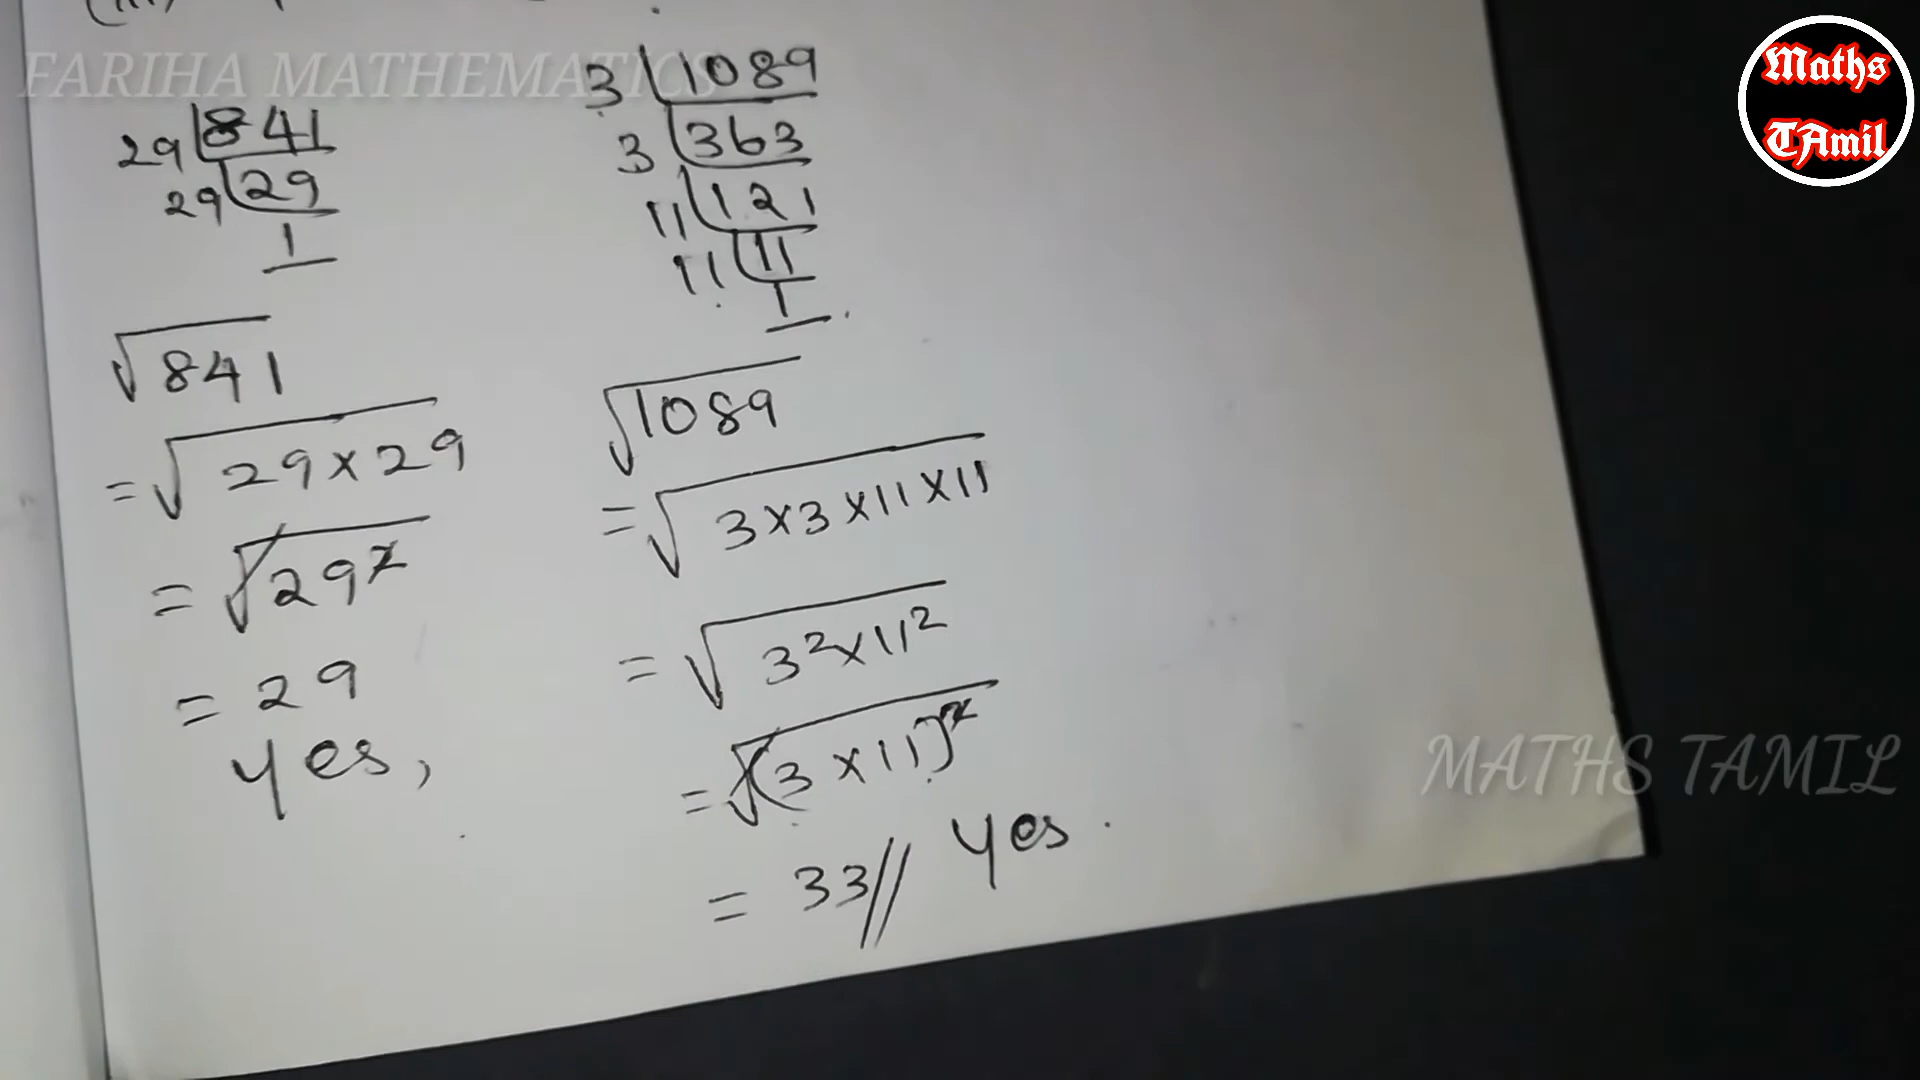 FARIHA MATHEMATICS
Maths
TAmil
29 841
29 29
1
√841
= √29×29
= √29²
= 29
Yes,
3 1089
3 363
11 121
11 11
1
√1089
= √3×3×11×11
= √3²×11²
= √(3×11)²
= 33// Yes.
MATHS TAMIL